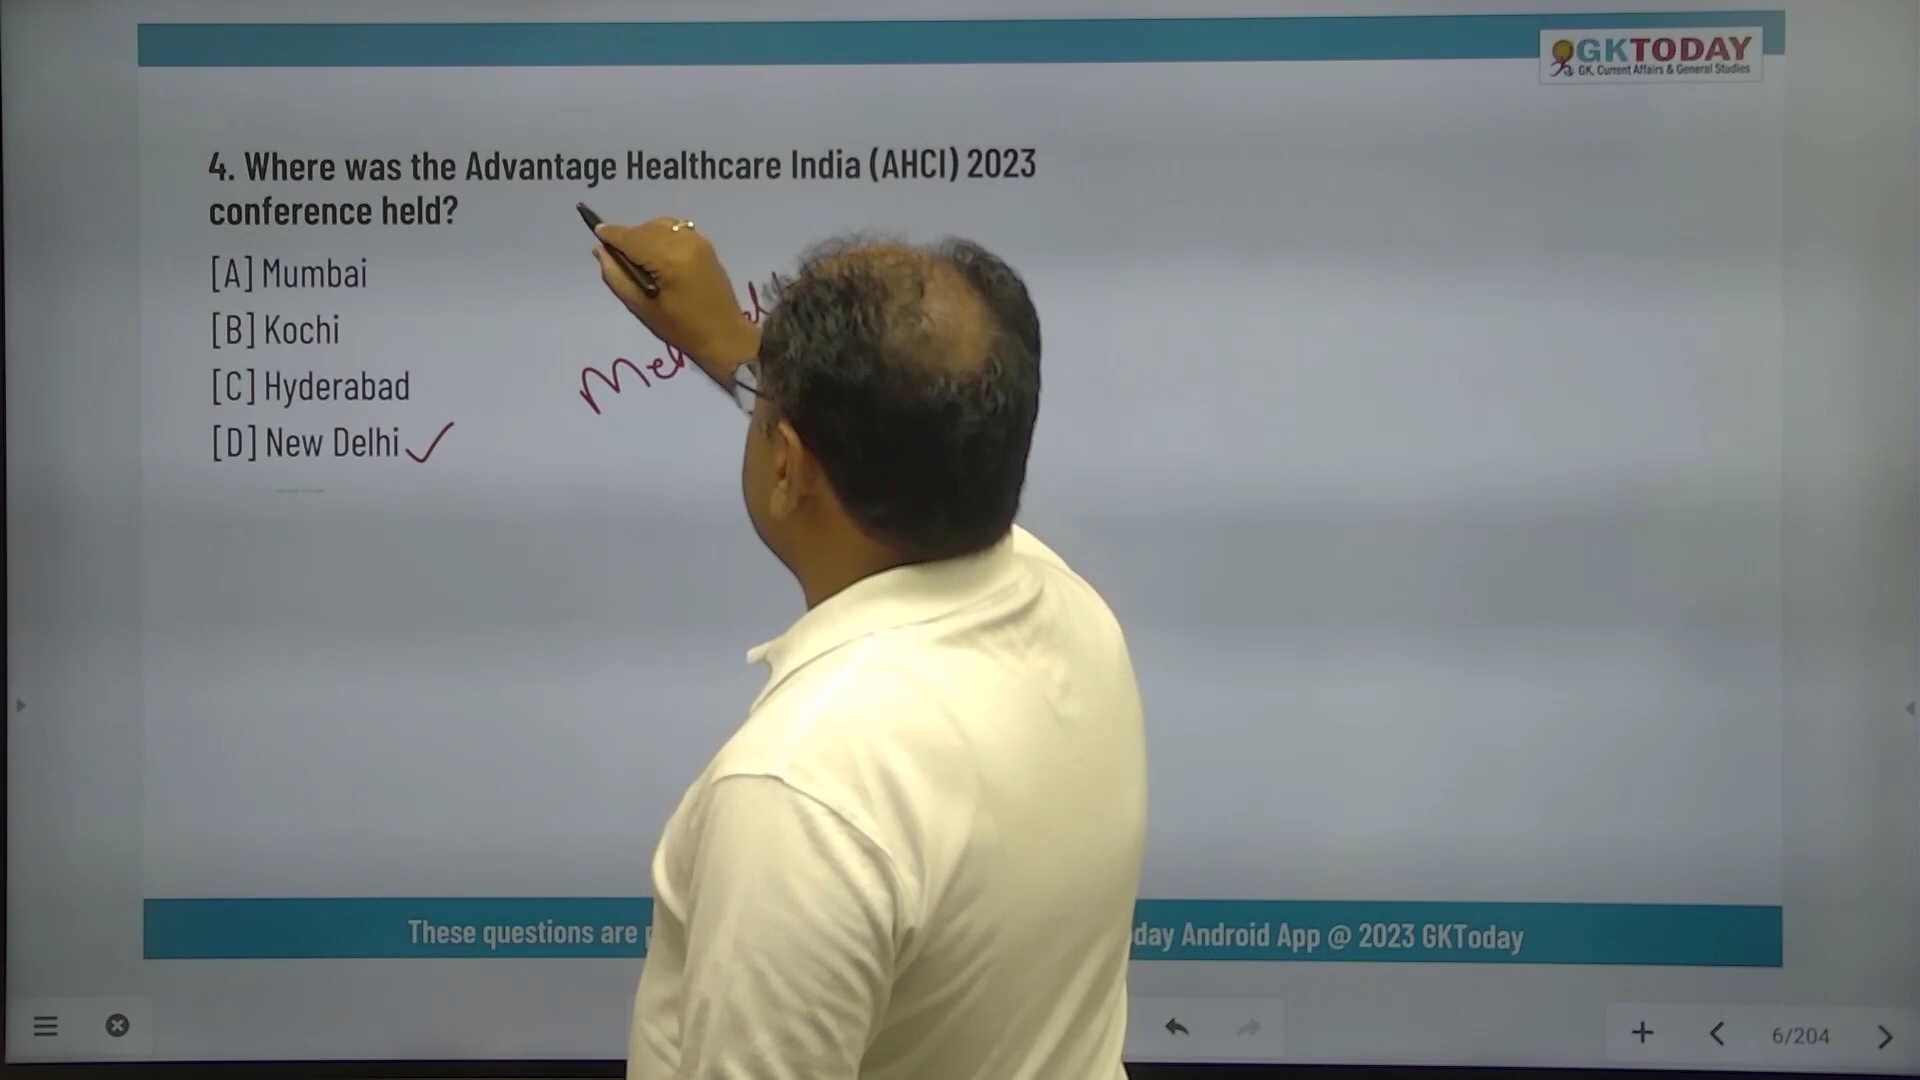 GKTODAY
GK, Current Affairs & General Studies
4. Where was the Advantage Healthcare India (AHCI) 2023
conference held?
[A] Mumbai
[B] Kochi
[C] Hyderabad
[D] New Delhi
These questions are
day Android App @ 2023 GKToday
6/204